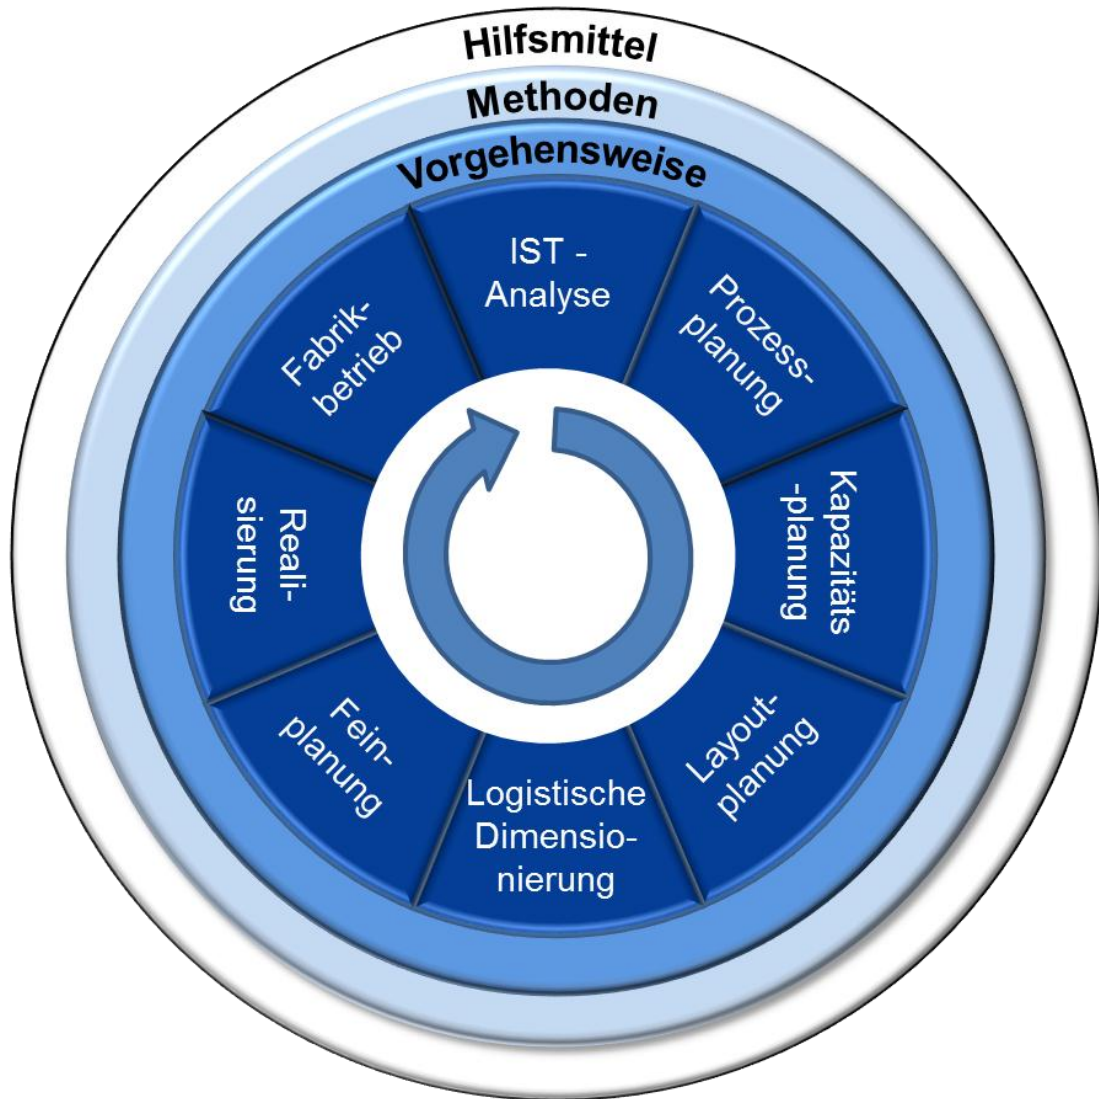 Hilfsmittel
Methoden
Vorgehensweise
IST -
Analyse
Prozess-
planung
Kapazitäts
-planung
Layout-
planung
Logistische
Dimensio-
nierung
Fein-
planung
Reali-
sierung
Fabrik-
betrieb